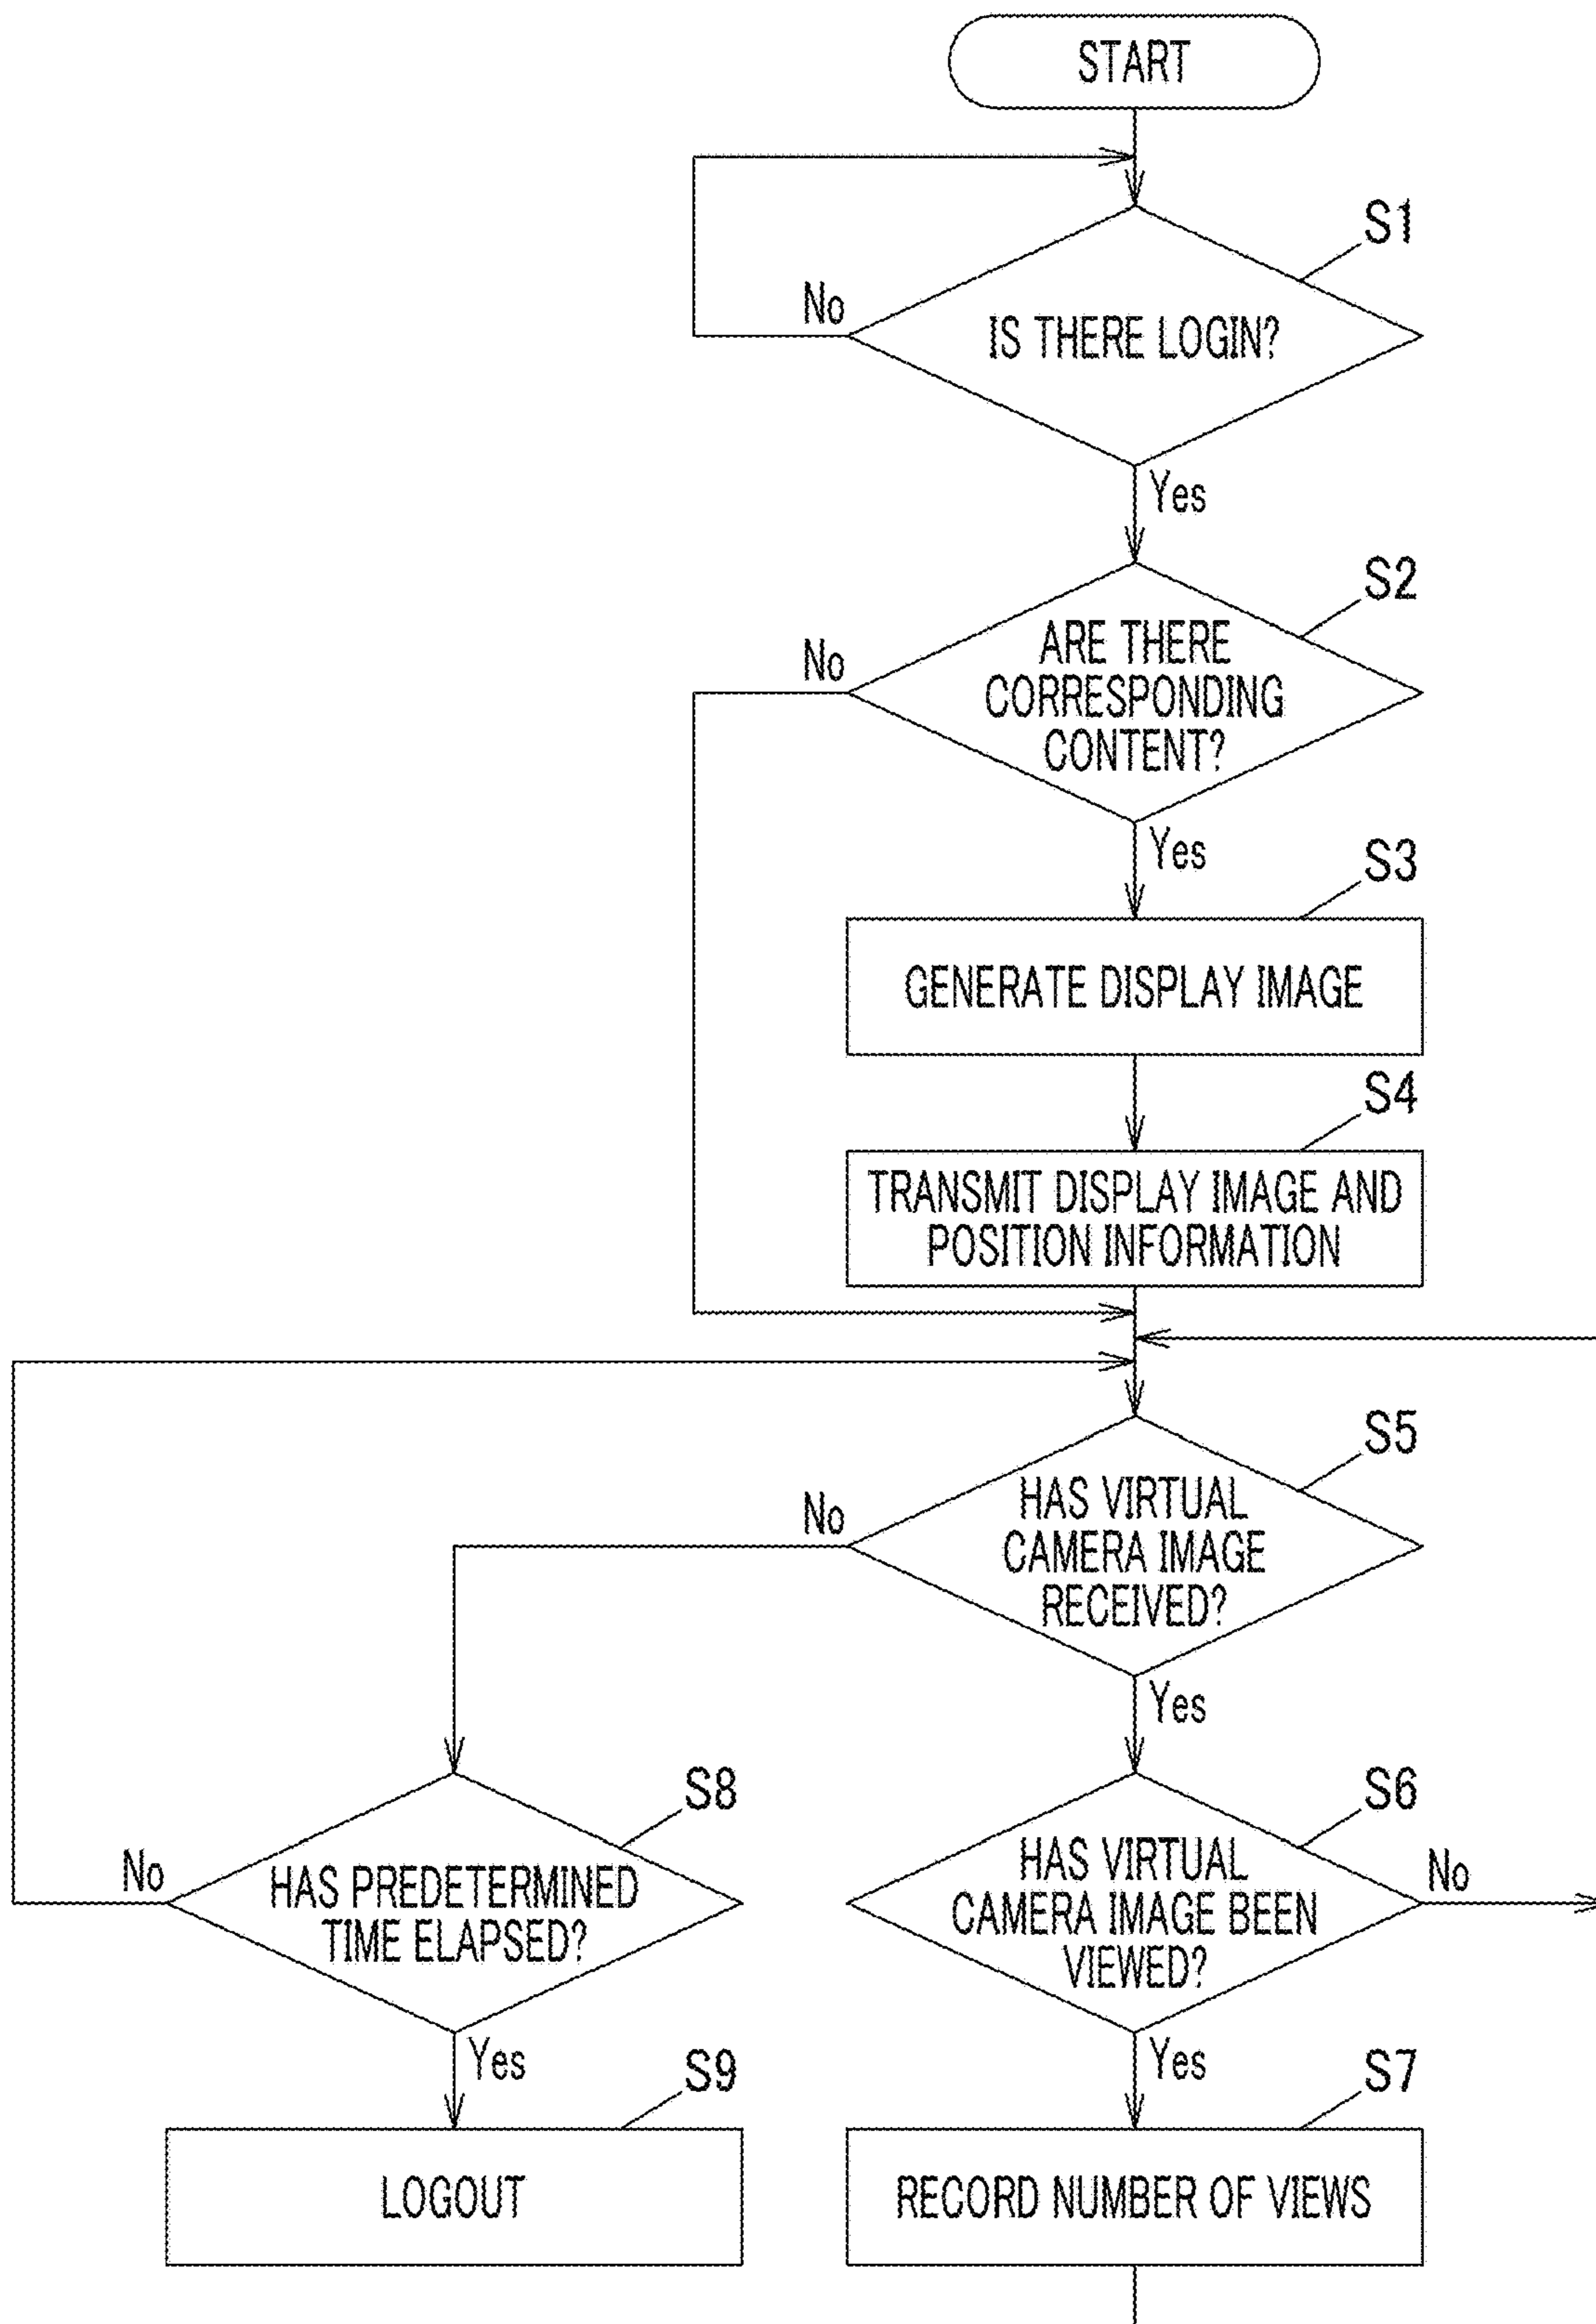 START
S1
No
IS THERE LOGIN?
Yes
S2
No
ARE THERE
CORRESPONDING
CONTENT?
Yes
S3
GENERATE DISPLAY IMAGE
S4
TRANSMIT DISPLAY IMAGE AND
POSITION INFORMATION
S5
No
HAS VIRTUAL
CAMERA IMAGE
RECEIVED?
Yes
S8
No
HAS PREDETERMINED
TIME ELAPSED?
Yes
S9
LOGOUT
S6
No
HAS VIRTUAL
CAMERA IMAGE BEEN
VIEWED?
Yes
S7
RECORD NUMBER OF VIEWS